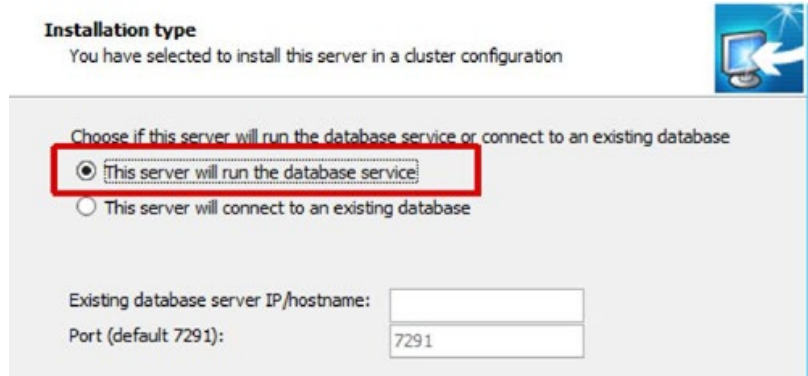 Installation type
You have selected to install this server in a cluster configuration
Choose if this server will run the database service or connect to an existing database
This server will run the database service
This server will connect to an existing database
Existing database server IP/hostname:
Port (default 7291):
7291